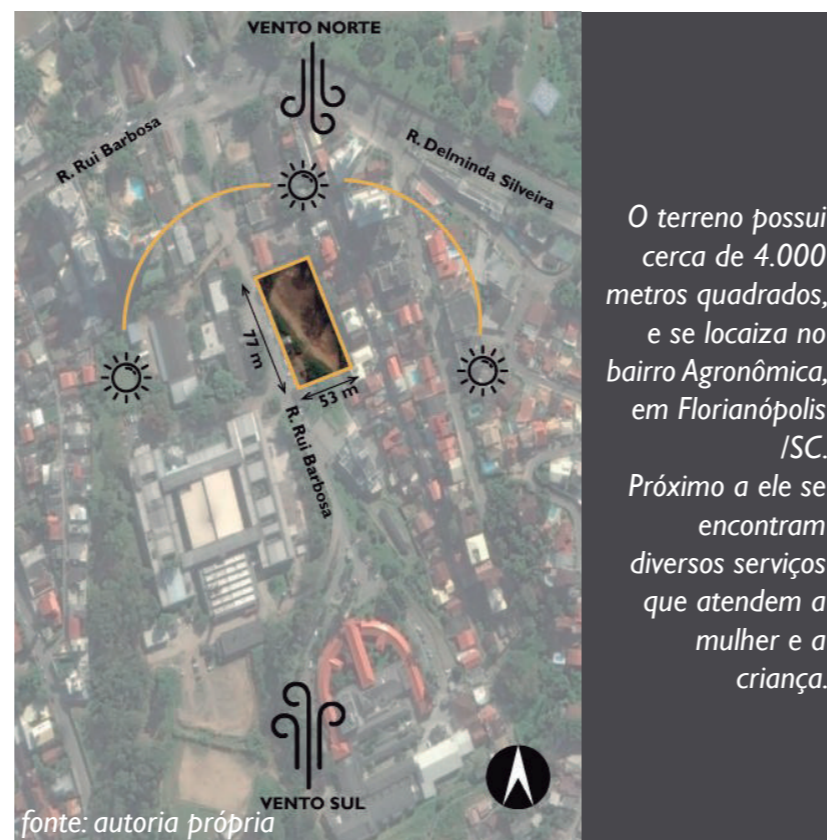 VENTO NORTE
R. Rui Barbosa
R. Delminda Silveira
77 m
53 m
R. Rui Barbosa
VENTO SUL
fonte: autoria própria
O terreno possui
cerca de 4.000
metros quadrados,
e se locaiza no
bairro Agronômica,
em Florianópolis
/SC.
Próximo a ele se
encontram
diversos serviços
que atendem a
mulher e a
criança.